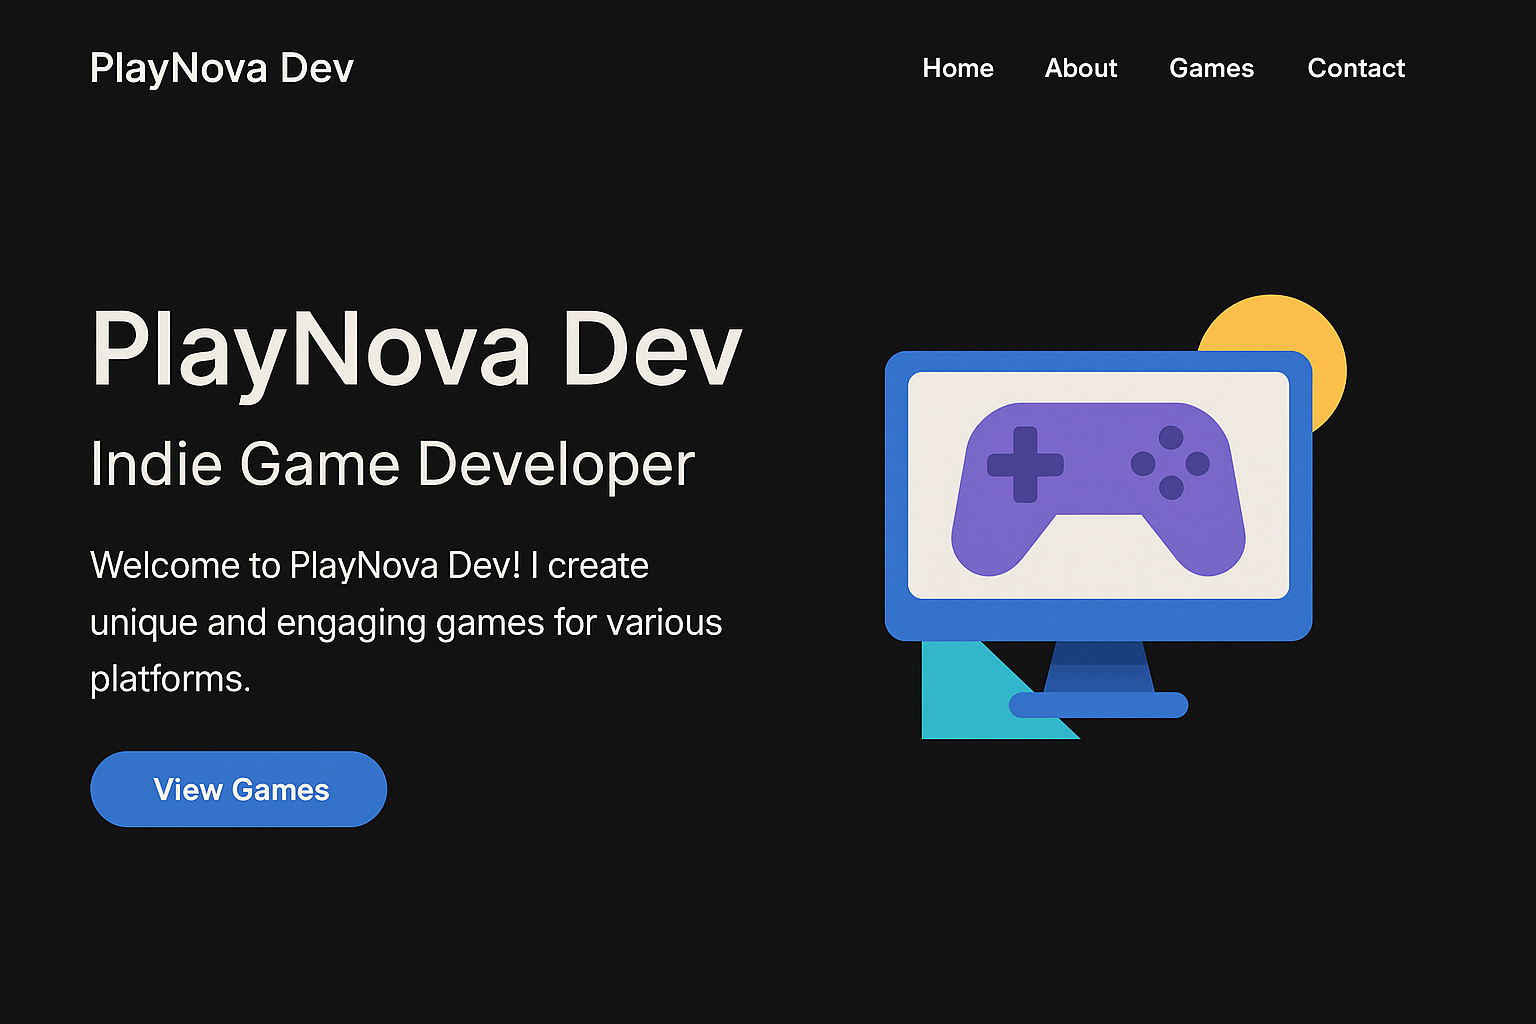 PlayNova Dev
Home About Games Contact
PlayNova Dev
Indie Game Developer
Welcome to PlayNova Dev! I create
unique and engaging games for various
platforms.
View Games